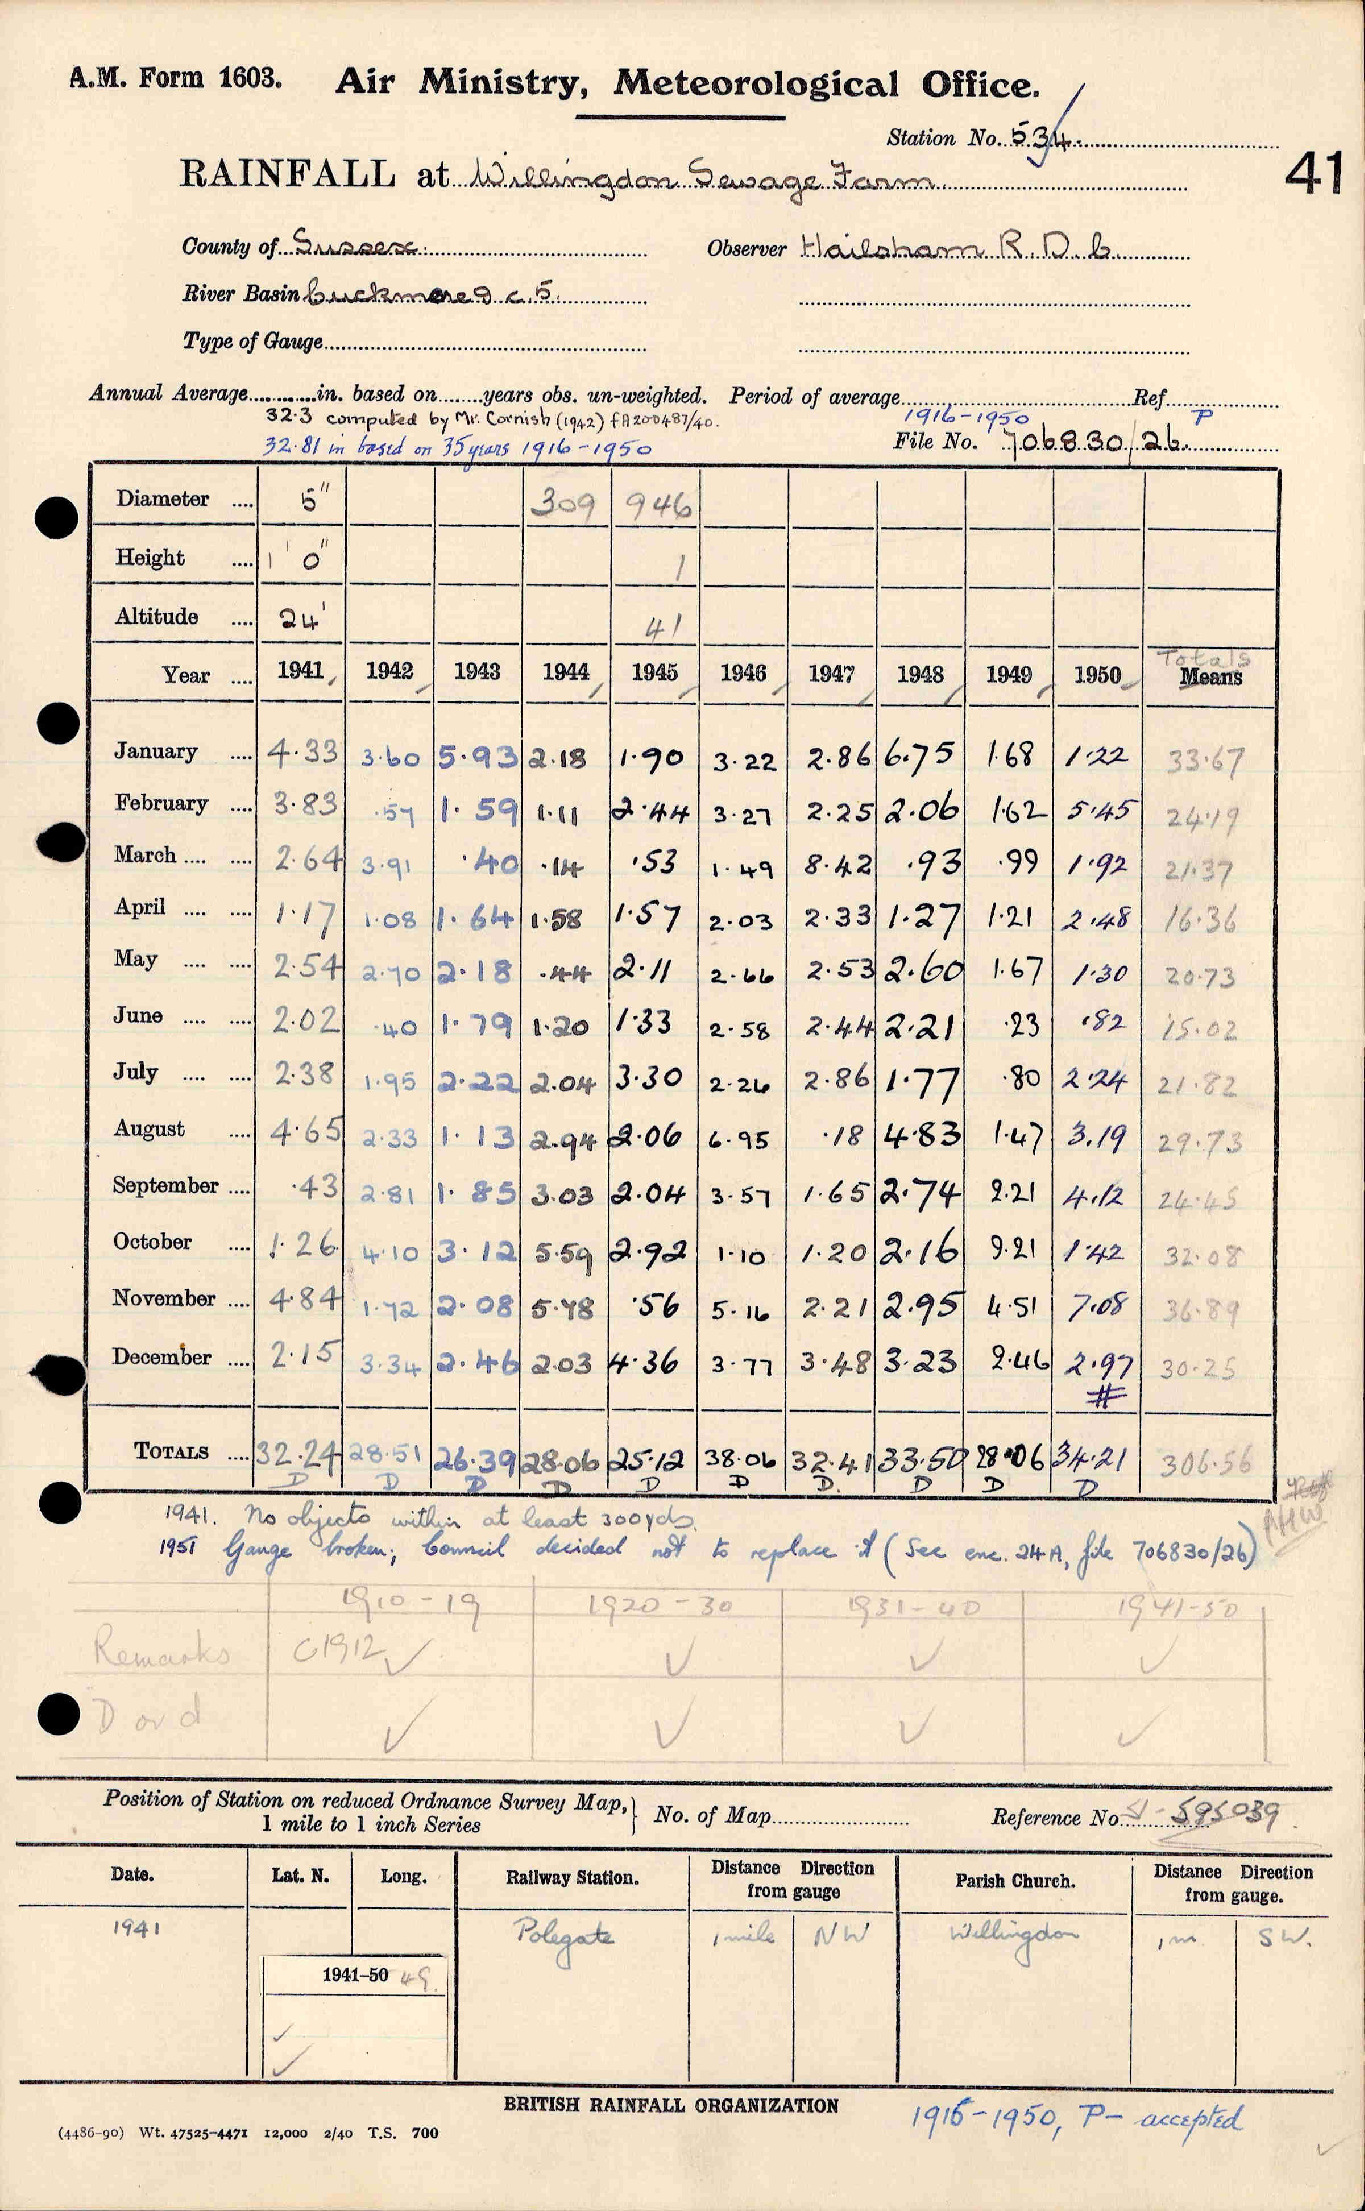 A.M. Form 1603. Air Ministry, Meteorological Office.
Station No. 534
41
RAINFALL at Willingdon Sewage Farm.
County of Sussex. Observer Hailsham R.D.C.
River Basin Cuckmere 9 c.5.
Type of Gauge
Annual Average in. based on years obs. un-weighted. Period of average Ref
32.3 computed by Mr. Cornish (1942) fA200487/40. 1916-1950 P
32.81 in based on 35 years 1916-1950 File No. 706830/26.
Diameter .... 5" 309 946
Height .... 1' 0" 1
Altitude .... 24' 41
Totals
Year .... 1941 1942 1943 1944 1945 1946 1947 1948 1949 1950 Means
January .... 4.33 3.60 5.93 2.18 1.90 3.22 2.86 6.75 1.68 1.22 33.67
February .... 3.83 .57 1.59 1.11 2.44 3.27 2.25 2.06 1.62 5.45 24.19
March .... .... 2.64 3.91 .40 .14 .53 1.49 8.42 .93 .99 1.92 21.37
April .... .... 1.17 1.08 1.64 1.58 1.57 2.03 2.33 1.27 1.21 2.48 16.36
May .... .... 2.54 2.70 2.18 .44 2.11 2.66 2.53 2.60 1.67 1.30 20.73
June .... .... 2.02 .40 1.79 1.20 1.33 2.58 2.44 2.21 .23 .82 15.02
July .... .... 2.38 1.95 2.22 2.04 3.30 2.26 2.86 1.77 .80 2.24 21.82
August .... 4.65 2.33 1.13 2.94 2.06 6.95 .18 4.83 1.47 3.19 29.73
September .... .43 2.81 1.85 3.03 2.04 3.57 1.65 2.74 2.21 4.12 24.45
October .... 1.26 4.10 3.12 5.59 2.92 1.10 1.20 2.16 9.21 1.42 32.08
November .... 4.84 1.72 2.08 5.78 .56 5.16 2.21 2.95 4.51 7.08 36.89
December .... 2.15 3.34 2.46 2.03 4.36 3.77 3.48 3.23 2.46 2.97 30.25
#
TOTALS .... 32.24 28.51 26.39 28.06 25.12 38.06 32.41 33.50 28.06 34.21 306.56
D D D D D D D. D D D
1941. No objects within at least 300yds.
1951 Gauge broken; Council decided not to replace it (See enc. 24A, file 706830/26)
1910-19 1920-30 1931-40 1941-50
Remarks C1912 ✓ ✓ ✓ ✓
D or d ✓ ✓ ✓ ✓
Position of Station on reduced Ordnance Survey Map,
1 mile to 1 inch Series
No. of Map Reference No. 595039
Date. Lat. N. Long. Railway Station. Distance Direction from gauge Parish Church. Distance Direction from gauge.
1941 Polegate 1 mile NW Willingdon 1m SW.
1941–50 49.
✓
✓
BRITISH RAINFALL ORGANIZATION
1916-1950, P- accepted
(4486-90) Wt. 47525-4471 12,000 2/40 T.S. 700